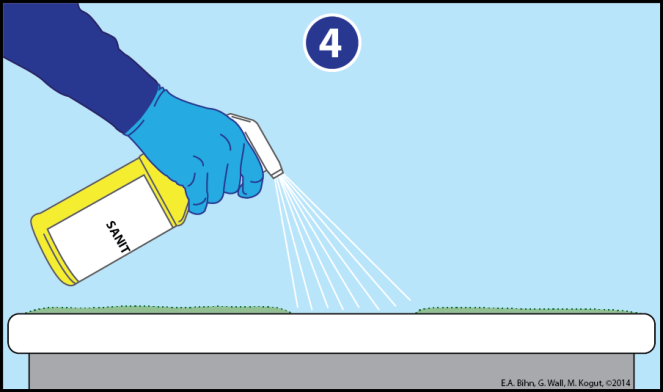 4
SANIT
E.A. Bihn, G. Wall, M. Kogut, ©2014